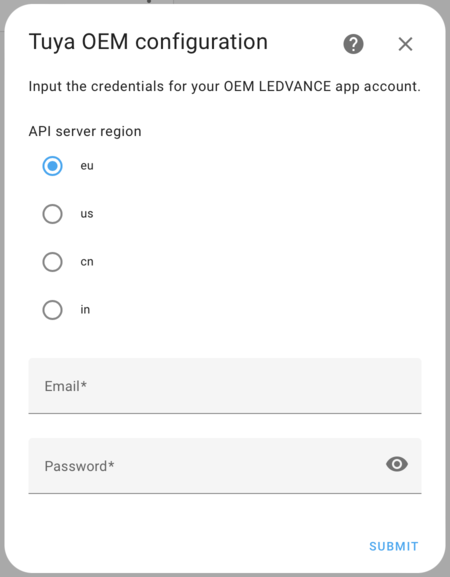 Tuya OEM configuration
Input the credentials for your OEM LEDVANCE app account.
API server region
eu
us
cn
in
Email*
Password*
SUBMIT